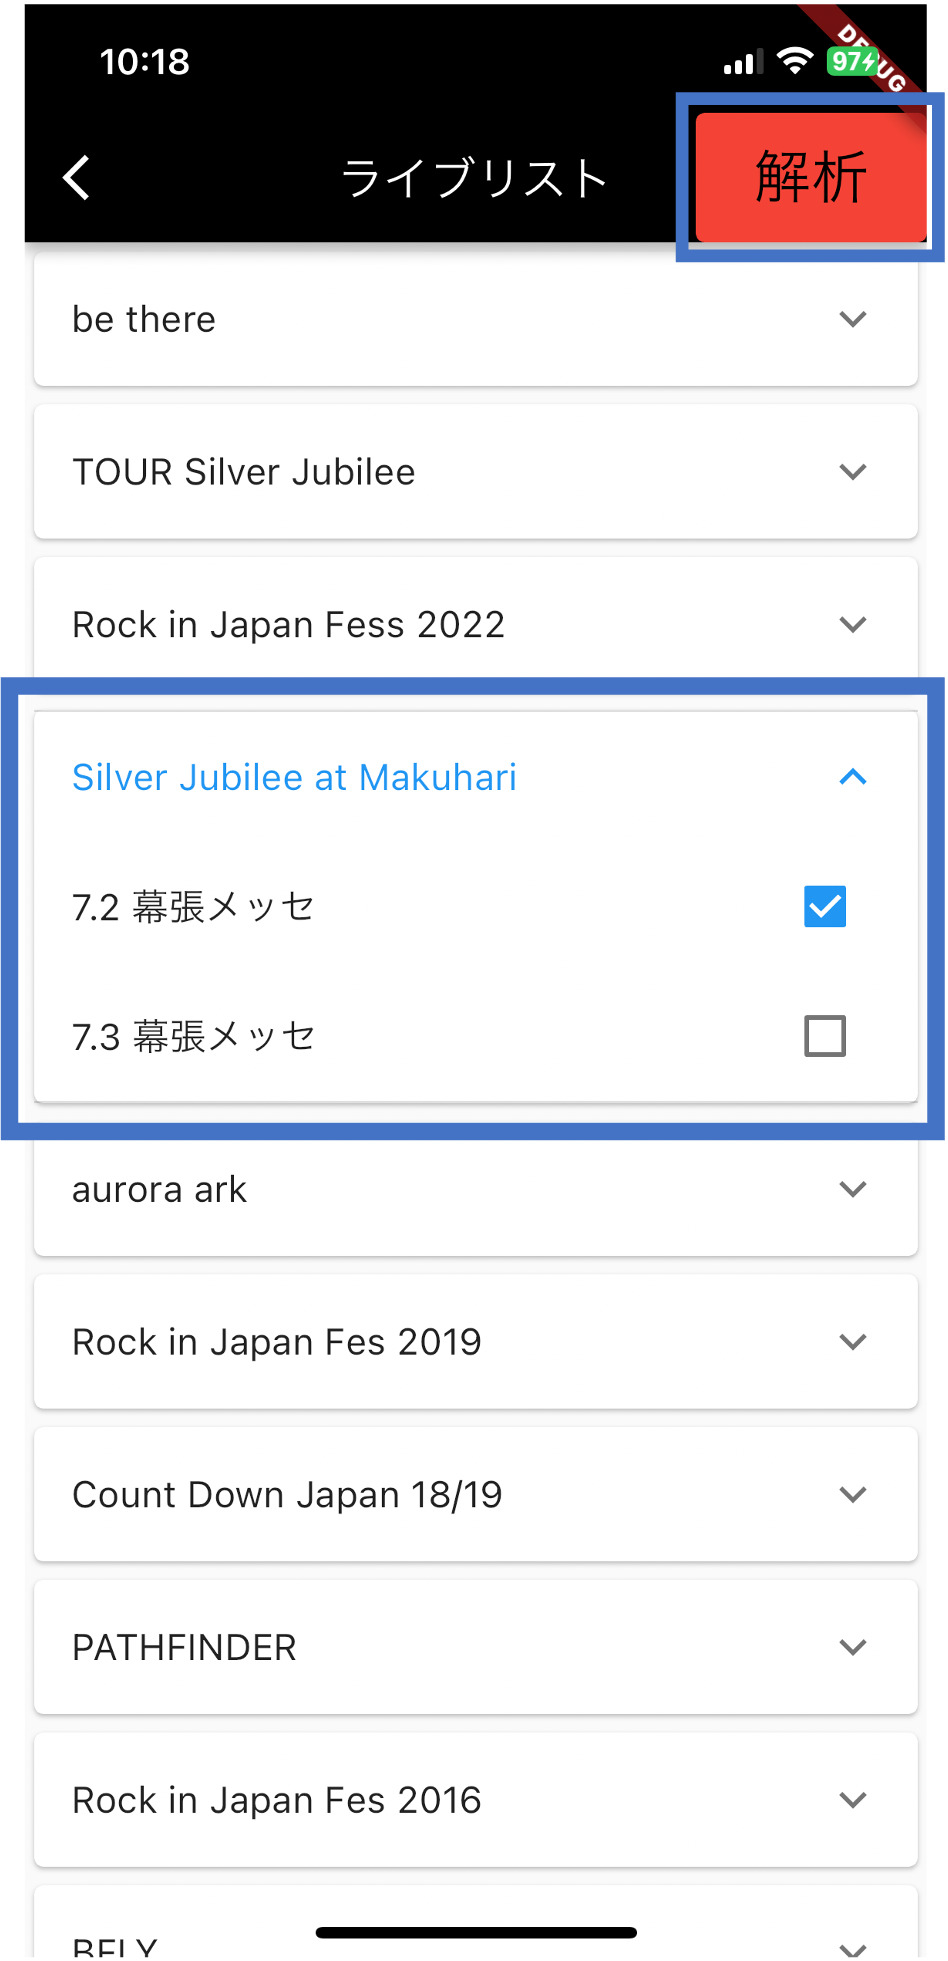 10:18
97
DEBUG
ライブリスト
解析
be there
TOUR Silver Jubilee
Rock in Japan Fess 2022
Silver Jubilee at Makuhari
7.2 幕張メッセ
7.3 幕張メッセ
aurora ark
Rock in Japan Fes 2019
Count Down Japan 18/19
PATHFINDER
Rock in Japan Fes 2016